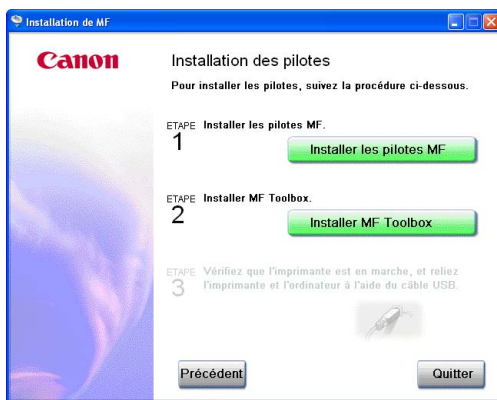 Installation de MF
Canon
Installation des pilotes
Pour installer les pilotes, suivez la procédure ci-dessous.
ETAPE 1
Installer les pilotes MF.
Installer les pilotes MF
ETAPE 2
Installer MF Toolbox.
Installer MF Toolbox
ETAPE 3
Vérifiez que l'imprimante est en marche, et reliez
l'imprimante et l'ordinateur à l'aide du câble USB.
Précédent
Quitter